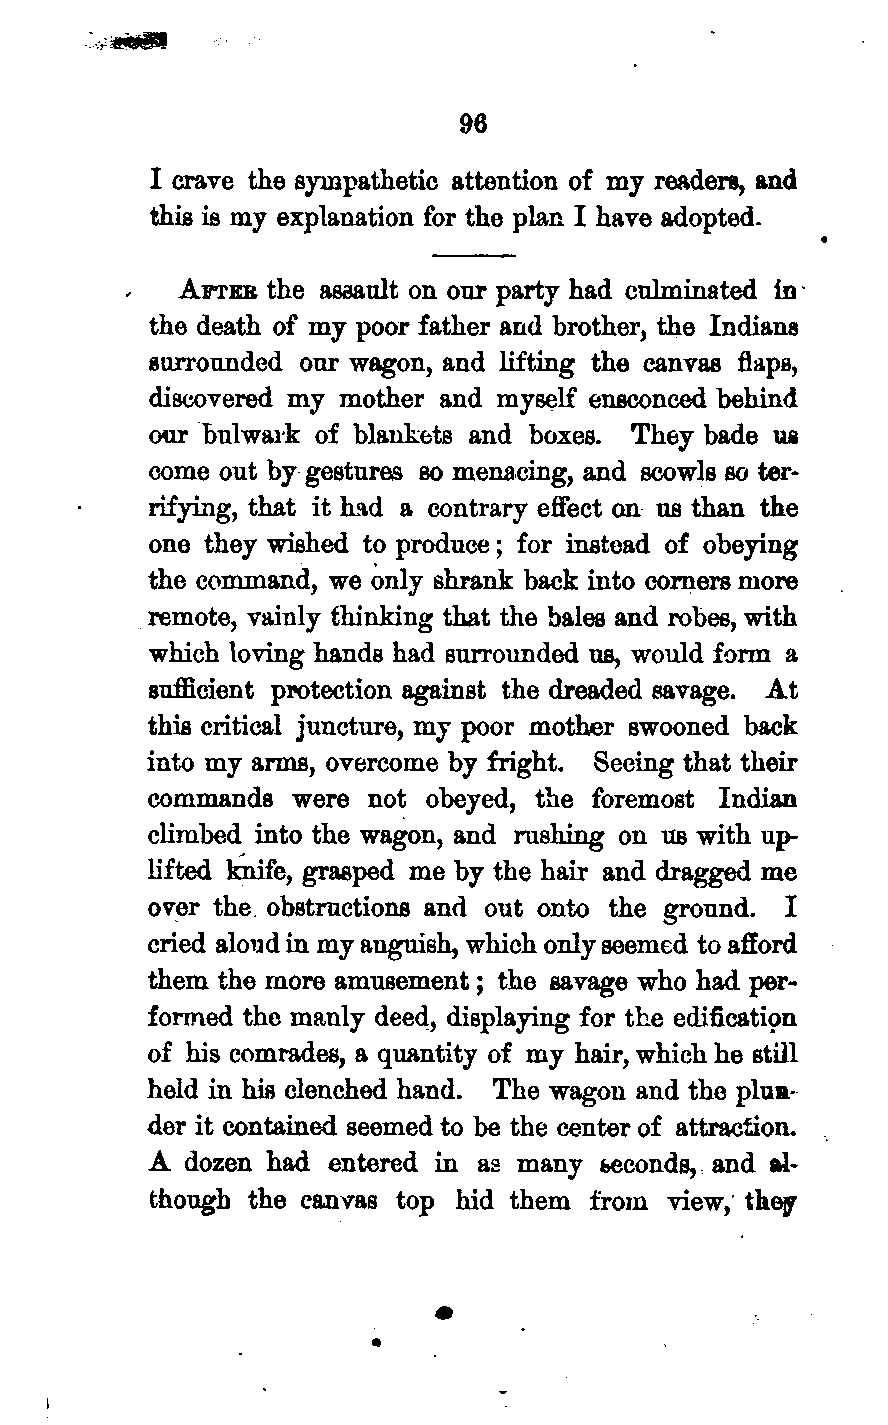 96
I crave the sympathetic attention of my readers, and
this is my explanation for the plan I have adopted.
AFTER the assault on our party had culminated in
the death of my poor father and brother, the Indians
surrounded our wagon, and lifting the canvas flaps,
discovered my mother and myself ensconced behind
our bulwark of blankets and boxes. They bade us
come out by gestures so menacing, and scowls so ter-
rifying, that it had a contrary effect on us than the
one they wished to produce; for instead of obeying
the command, we only shrank back into corners more
remote, vainly thinking that the bales and robes, with
which loving hands had surrounded us, would form a
sufficient protection against the dreaded savage. At
this critical juncture, my poor mother swooned back
into my arms, overcome by fright. Seeing that their
commands were not obeyed, the foremost Indian
climbed into the wagon, and rushing on us with up-
lifted knife, grasped me by the hair and dragged me
over the obstructions and out onto the ground. I
cried aloud in my anguish, which only seemed to afford
them the more amusement; the savage who had per-
formed the manly deed, displaying for the edification
of his comrades, a quantity of my hair, which he still
held in his clenched hand. The wagon and the plun-
der it contained seemed to be the center of attraction.
A dozen had entered in as many seconds, and al-
though the canvas top hid them from view, they